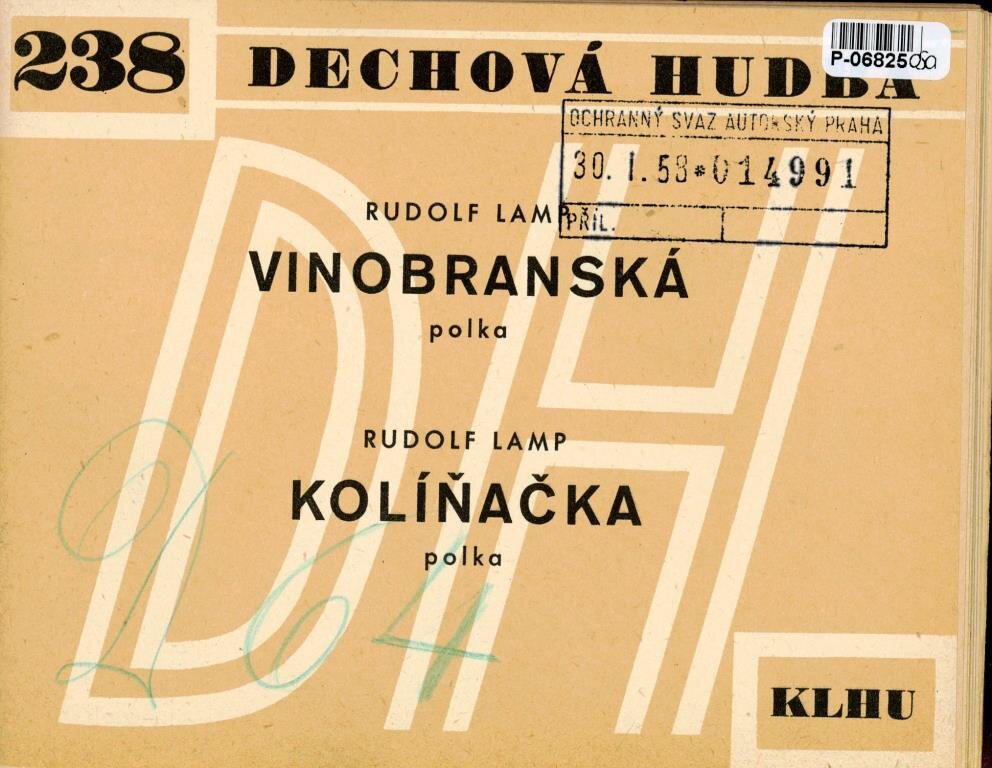 238
DECHOVÁ HUDBA
P-06825
OCHRANNÝ SVAZ AUTORSKÝ PRAHA
30. I. 58*014991
PŘÍL.
RUDOLF LAMP
VINOBRANSKÁ
polka
RUDOLF LAMP
KOLÍŇAČKA
polka
264
KLHU